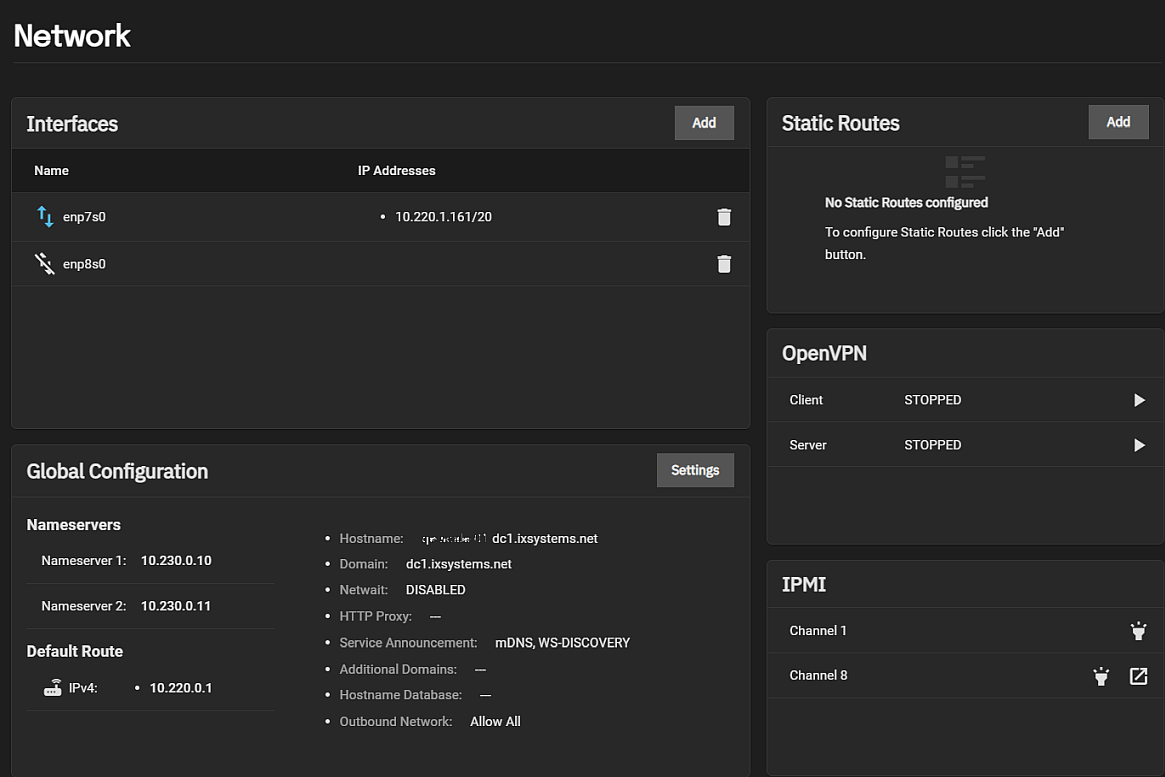 Network
Interfaces
Add
Name IP Addresses
enp7s0 • 10.220.1.161/20
enp8s0
Global Configuration
Settings
Nameservers
Nameserver 1: 10.230.0.10
Nameserver 2: 10.230.0.11
Default Route
IPv4: • 10.220.0.1
• Hostname: dc1.ixsystems.net
• Domain: dc1.ixsystems.net
• Netwait: DISABLED
• HTTP Proxy: ---
• Service Announcement: mDNS, WS-DISCOVERY
• Additional Domains: ---
• Hostname Database: ---
• Outbound Network: Allow All
Static Routes
Add
No Static Routes configured
To configure Static Routes click the "Add"
button.
OpenVPN
Client STOPPED
Server STOPPED
IPMI
Channel 1
Channel 8